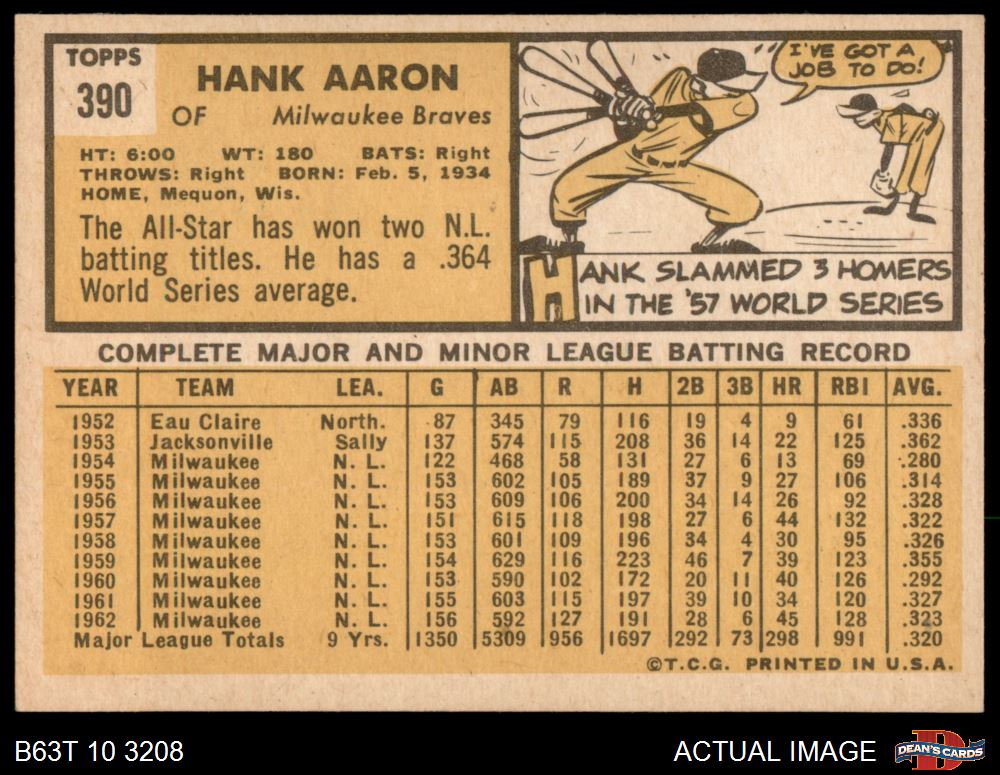 TOPPS
390
HANK AARON
OF Milwaukee Braves
HT: 6:00 WT: 180 BATS: Right
THROWS: Right BORN: Feb. 5, 1934
HOME, Mequon, Wis.
The All-Star has won two N.L.
batting titles. He has a .364
World Series average.
I'VE GOT A
JOB TO DO!
HANK SLAMMED 3 HOMERS
IN THE '57 WORLD SERIES
COMPLETE MAJOR AND MINOR LEAGUE BATTING RECORD
YEAR TEAM LEA. G AB R H 2B 3B HR RBI AVG.
1952 Eau Claire North. 87 345 79 116 19 4 9 61 .336
1953 Jacksonville Sally 137 574 115 208 36 14 22 125 .362
1954 Milwaukee N. L. 122 468 58 131 27 6 13 69 .280
1955 Milwaukee N. L. 153 602 105 189 37 9 27 106 .314
1956 Milwaukee N. L. 153 609 106 200 34 14 26 92 .328
1957 Milwaukee N. L. 151 615 118 198 27 6 44 132 .322
1958 Milwaukee N. L. 153 601 109 196 34 4 30 95 .326
1959 Milwaukee N. L. 154 629 116 223 46 7 39 123 .355
1960 Milwaukee N. L. 153 590 102 172 20 11 40 126 .292
1961 Milwaukee N. L. 155 603 115 197 39 10 34 120 .327
1962 Milwaukee N. L. 156 592 127 191 28 6 45 128 .323
Major League Totals 9 Yrs. 1350 5309 956 1697 292 73 298 991 .320
©T.C.G. PRINTED IN U.S.A.
B63T 10 3208
ACTUAL IMAGE
DEAN'S CARDS